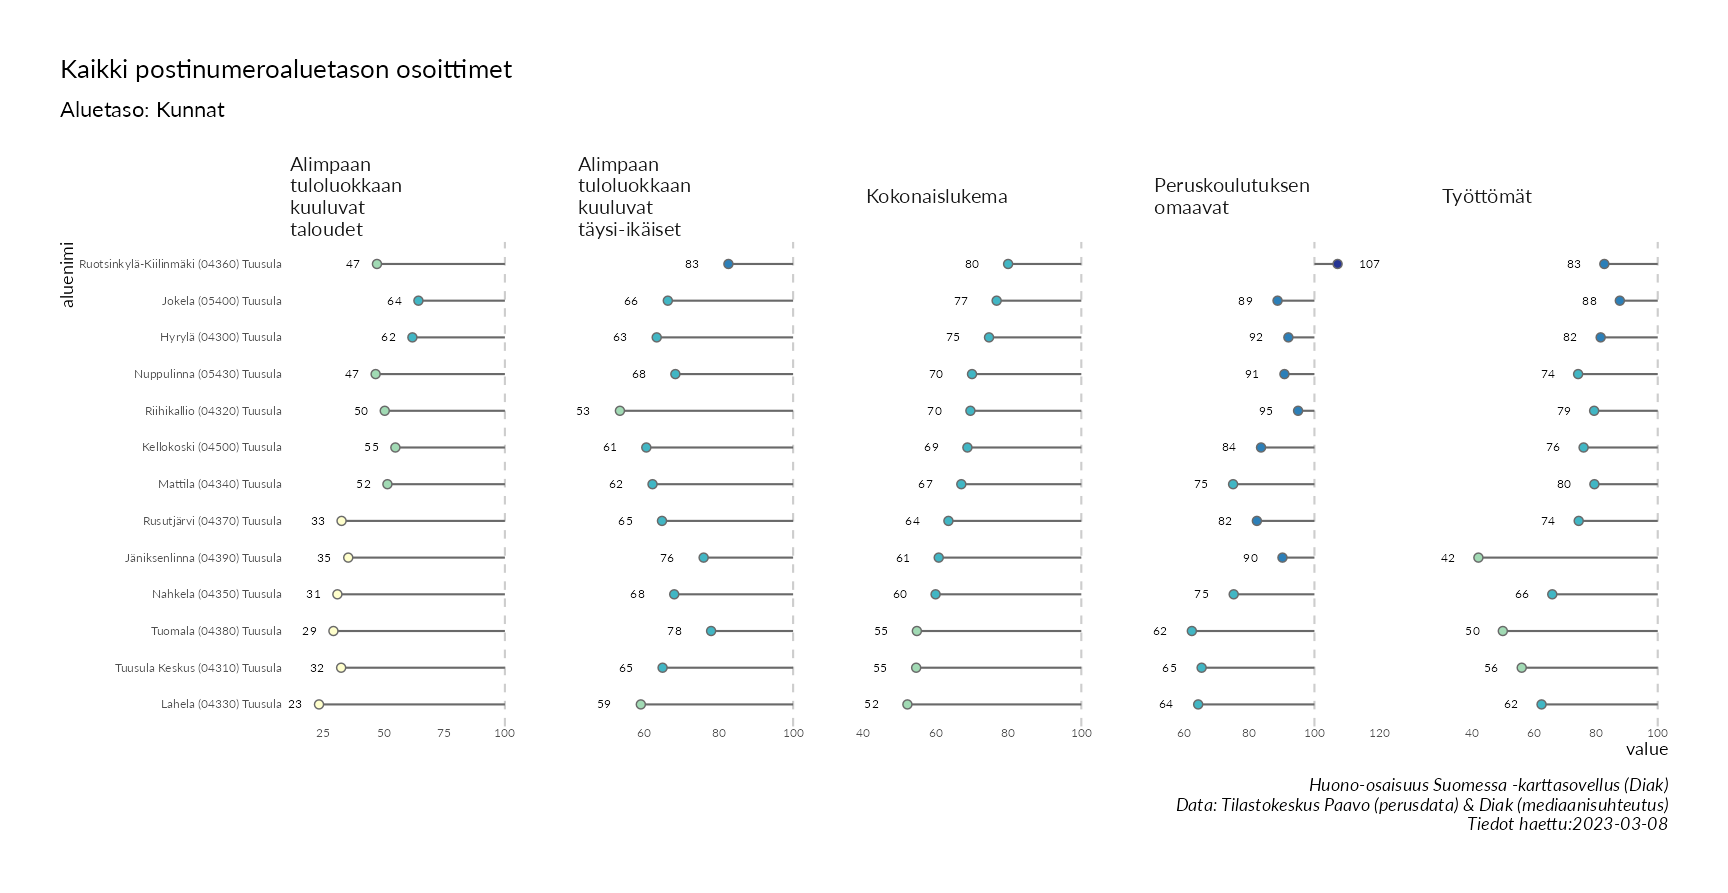 Kaikki postinumeroaluetason osoittimet
Aluetaso: Kunnat
Alimpaan
tuloluokkaan
kuuluvat
taloudet
Alimpaan
tuloluokkaan
kuuluvat
täysi-ikäiset
Kokonaislukema
Peruskoulutuksen
omaavat
Työttömät
aluenimi
Ruotsinkylä-Kiilinmäki (04360) Tuusula 47 83 80 107 83
Jokela (05400) Tuusula 64 66 77 89 88
Hyrylä (04300) Tuusula 62 63 75 92 82
Nuppulinna (05430) Tuusula 47 68 70 91 74
Riihikallio (04320) Tuusula 50 53 70 95 79
Kellokoski (04500) Tuusula 55 61 69 84 76
Mattila (04340) Tuusula 52 62 67 75 80
Rusutjärvi (04370) Tuusula 33 65 64 82 74
Jäniksenlinna (04390) Tuusula 35 76 61 90 42
Nahkela (04350) Tuusula 31 68 60 75 66
Tuomala (04380) Tuusula 29 78 55 62 50
Tuusula Keskus (04310) Tuusula 32 65 55 65 56
Lahela (04330) Tuusula 23 59 52 64 62
25 50 75 100 60 80 100 40 60 80 100 60 80 100 120 40 60 80 100
value
Huono-osaisuus Suomessa -karttasovellus (Diak)
Data: Tilastokeskus Paavo (perusdata) & Diak (mediaanisuhteutus)
Tiedot haettu:2023-03-08